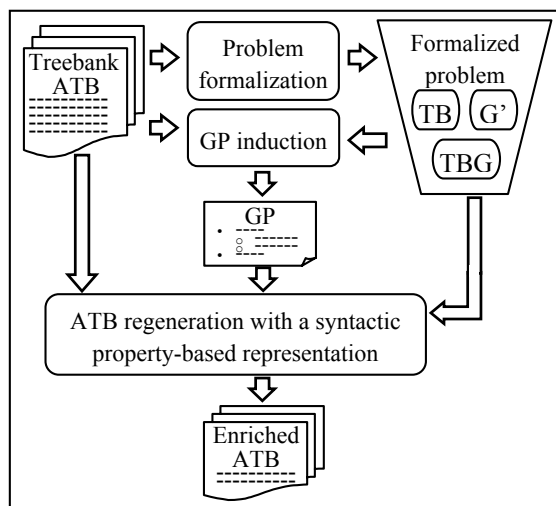 Treebank
ATB
Problem
formalization
Formalized
problem
TB
G'
TBG
GP induction
GP
ATB regeneration with a syntactic
property-based representation
Enriched
ATB